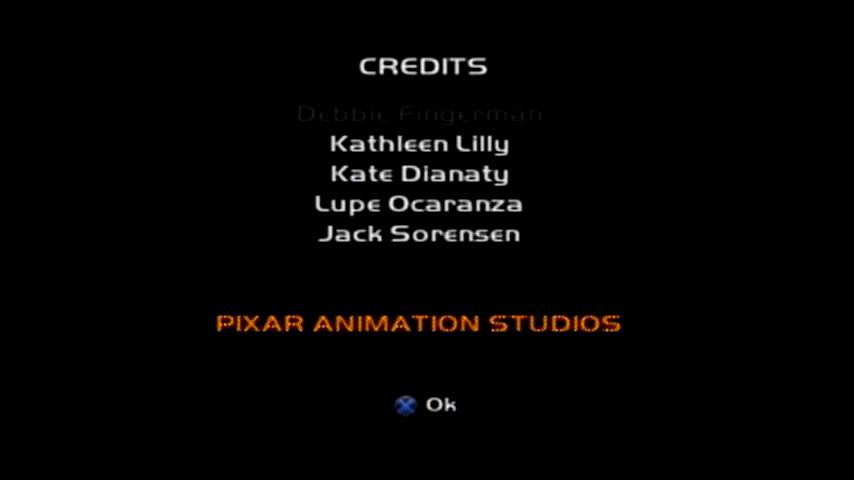 CREDITS
Debbie Fingerman
Kathleen Lilly
Kate Dianaty
Lupe Ocaranza
Jack Sorensen
PIXAR ANIMATION STUDIOS
Ok